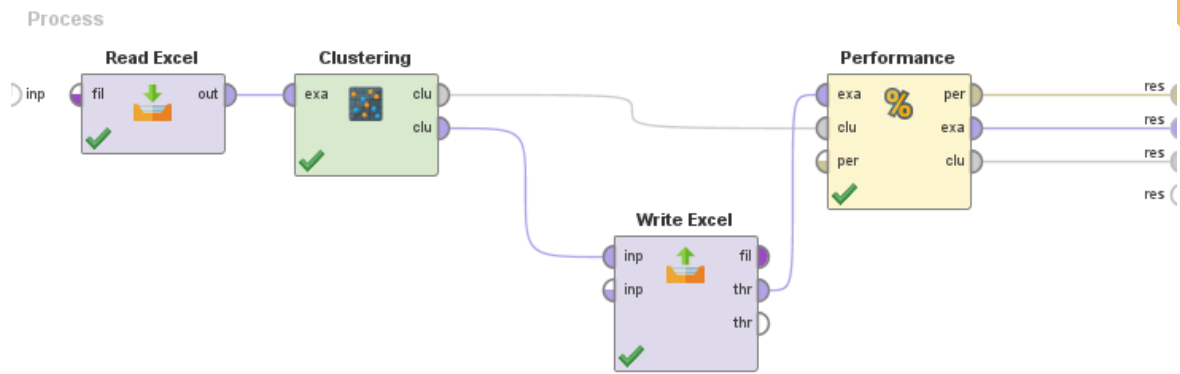 Process
Read Excel
Clustering
Performance
inp
fil
out
exa
clu
clu
exa
clu
per
per
exa
clu
res
res
res
res
Write Excel
inp
inp
fil
thr
thr
%